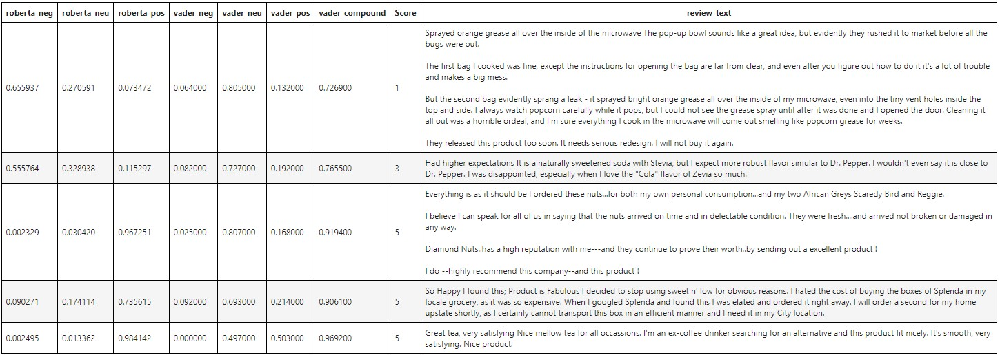 roberta_neg roberta_neu roberta_pos vader_neg vader_neu vader_pos vader_compound Score review_text
0.655937 0.270591 0.073472 0.064000 0.805000 0.132000 0.726900 1
Sprayed orange grease all over the inside of the microwave The pop-up bowl sounds like a great idea, but evidently they rushed it to market before all the
bugs were out.
The first bag I cooked was fine, except the instructions for opening the bag are far from clear, and even after you figure out how to do it it's a lot of trouble
and makes a big mess.
But the second bag evidently sprang a leak - it sprayed bright orange grease all over the inside of my microwave, even into the tiny vent holes inside the
top and side. I always watch popcorn carefully while it pops, but I could not see the grease spray until after it was done and I opened the door. Cleaning it
all out was a horrible ordeal, and I'm sure everything I cook in the microwave will come out smelling like popcorn grease for weeks.
They released this product too soon. It needs serious redesign. I will not buy it again.
0.555764 0.328938 0.115297 0.082000 0.727000 0.192000 0.765500 3
Had higher expectations It is a naturally sweetened soda with Stevia, but I expect more robust flavor simular to Dr. Pepper. I wouldn't even say it is close to
Dr. Pepper. I was disappointed, especially when I love the "Cola" flavor of Zevia so much.
0.002329 0.030420 0.967251 0.025000 0.807000 0.168000 0.919400 5
Everything is as it should be I ordered these nuts...for both my own personal consumption...and my two African Greys Scaredy Bird and Reggie.
I believe I can speak for all of us in saying that the nuts arrived on time and in delectable condition. They were fresh....and arrived not broken or damaged in
any way.
Diamond Nuts..has a high reputation with me---and they continue to prove their worth..by sending out a excellent product !
I do --highly recommend this company--and this product !
0.090271 0.174114 0.735615 0.092000 0.693000 0.214000 0.906100 5
So Happy I found this; Product is Fabulous I decided to stop using sweet n' low for obvious reasons. I hated the cost of buying the boxes of Splenda in my
locale grocery, as it was so expensive. When I googled Splenda and found this I was elated and ordered it right away. I will order a second for my home
upstate shortly, as I certainly cannot transport this box in an efficient manner and I need it in my City location.
0.002495 0.013362 0.984142 0.000000 0.497000 0.503000 0.969200 5
Great tea, very satisfying Nice mellow tea for all occassions. I'm an ex-coffee drinker searching for an alternative and this product fit nicely. It's smooth, very
satisfying. Nice product.